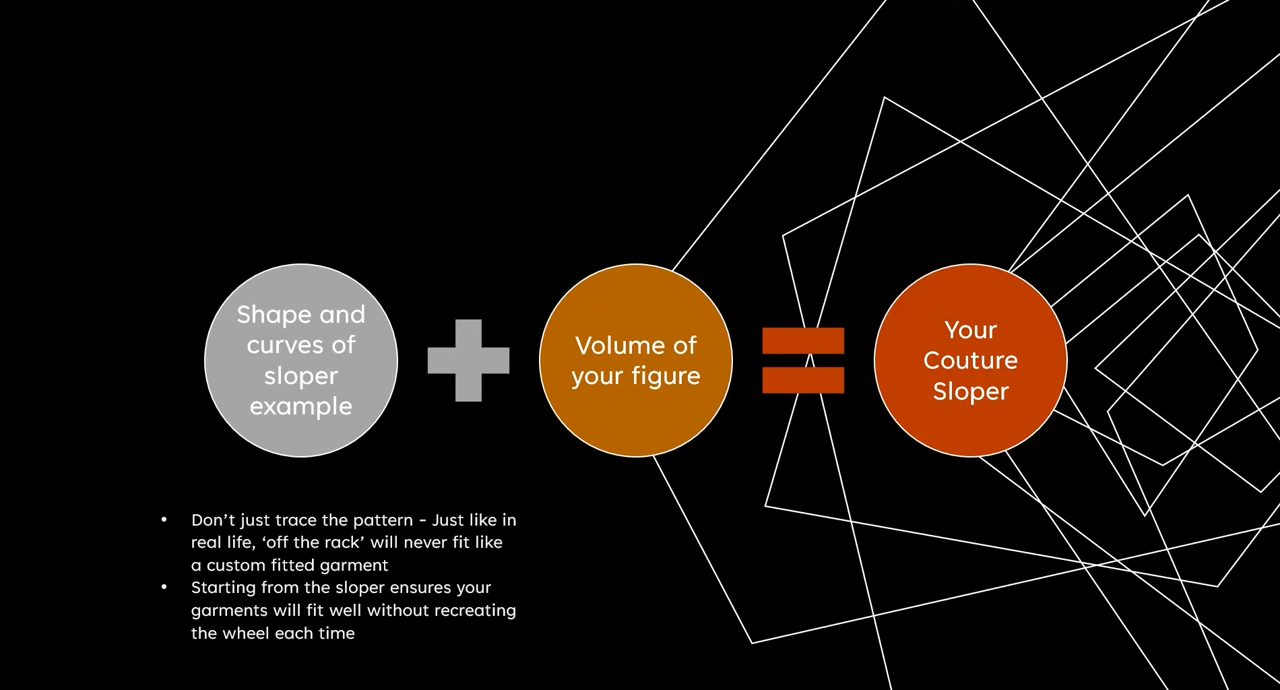 Shape and
curves of
sloper
example
Volume of
your figure
Your
Couture
Sloper
• Don’t just trace the pattern - Just like in
real life, ‘off the rack’ will never fit like
a custom fitted garment
• Starting from the sloper ensures your
garments will fit well without recreating
the wheel each time